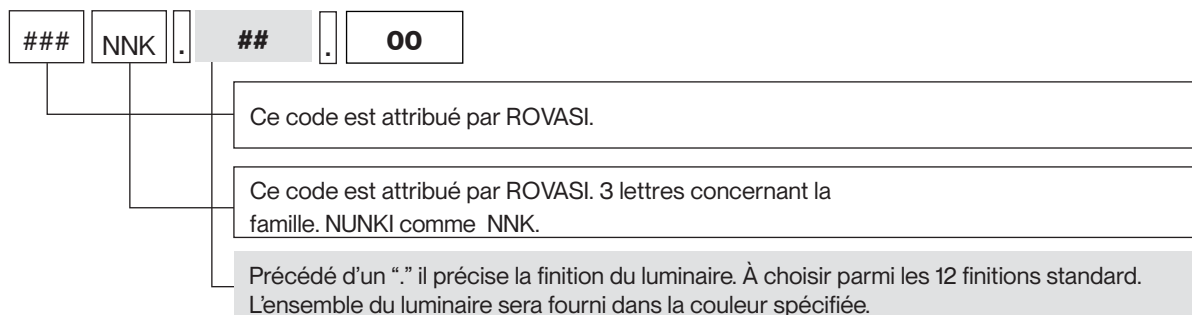 ### NNK . ## . 00
Ce code est attribué par ROVASI.
Ce code est attribué par ROVASI. 3 lettres concernant la
famille. NUNKI comme NNK.
Précédé d’un “.” il précise la finition du luminaire. À choisir parmi les 12 finitions standard.
L’ensemble du luminaire sera fourni dans la couleur spécifiée.